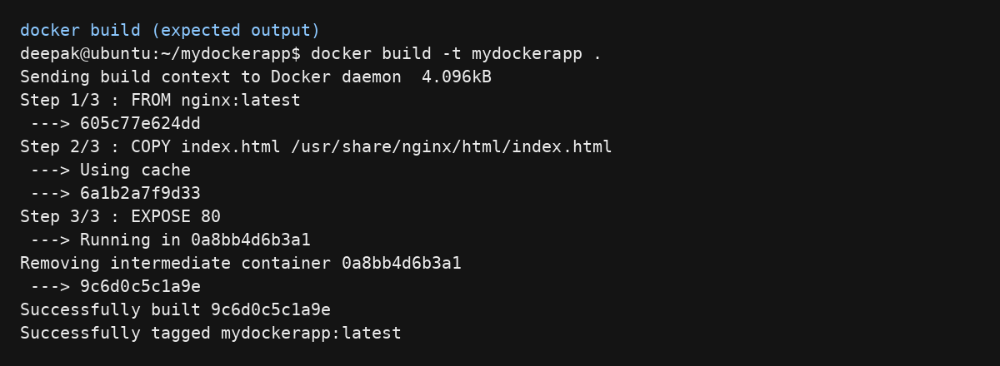 docker build (expected output)
deepak@ubuntu:~/mydockerapp$ docker build -t mydockerapp .
Sending build context to Docker daemon  4.096kB
Step 1/3 : FROM nginx:latest
 ---> 605c77e624dd
Step 2/3 : COPY index.html /usr/share/nginx/html/index.html
 ---> Using cache
 ---> 6a1b2a7f9d33
Step 3/3 : EXPOSE 80
 ---> Running in 0a8bb4d6b3a1
Removing intermediate container 0a8bb4d6b3a1
 ---> 9c6d0c5c1a9e
Successfully built 9c6d0c5c1a9e
Successfully tagged mydockerapp:latest